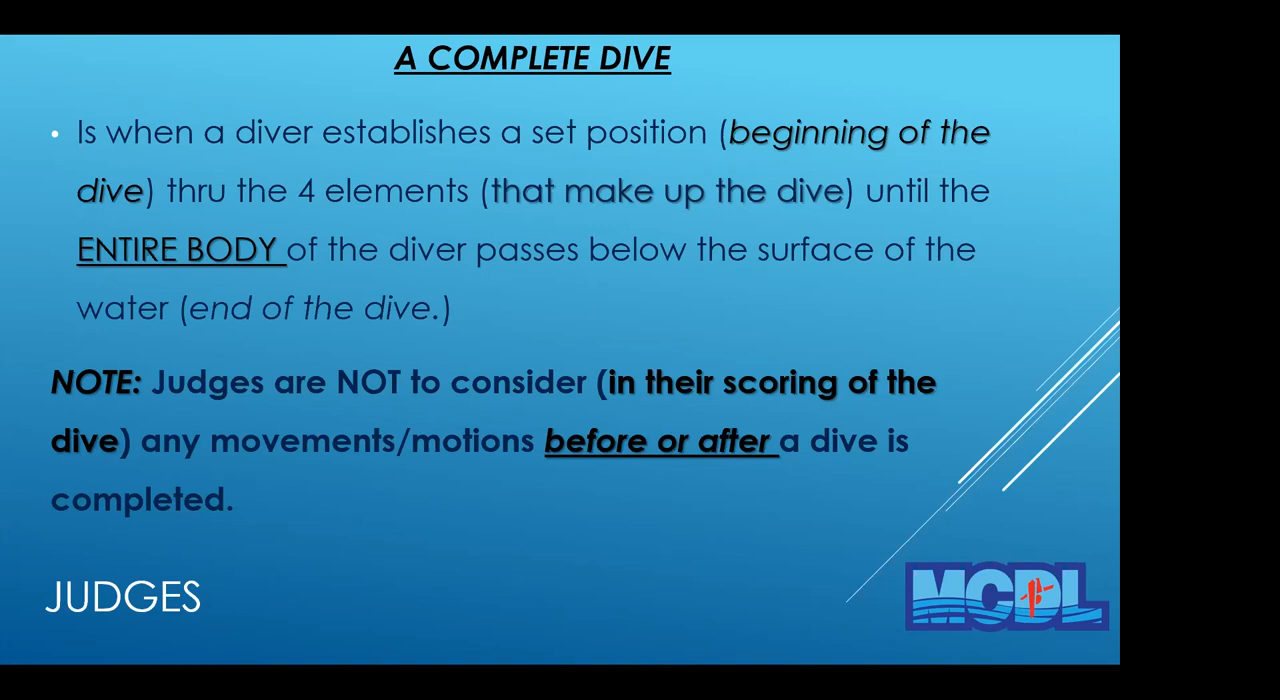 A COMPLETE DIVE
• Is when a diver establishes a set position (beginning of the
dive) thru the 4 elements (that make up the dive) until the
ENTIRE BODY of the diver passes below the surface of the
water (end of the dive.)
NOTE: Judges are NOT to consider (in their scoring of the
dive) any movements/motions before or after a dive is
completed.
JUDGES
MCDL